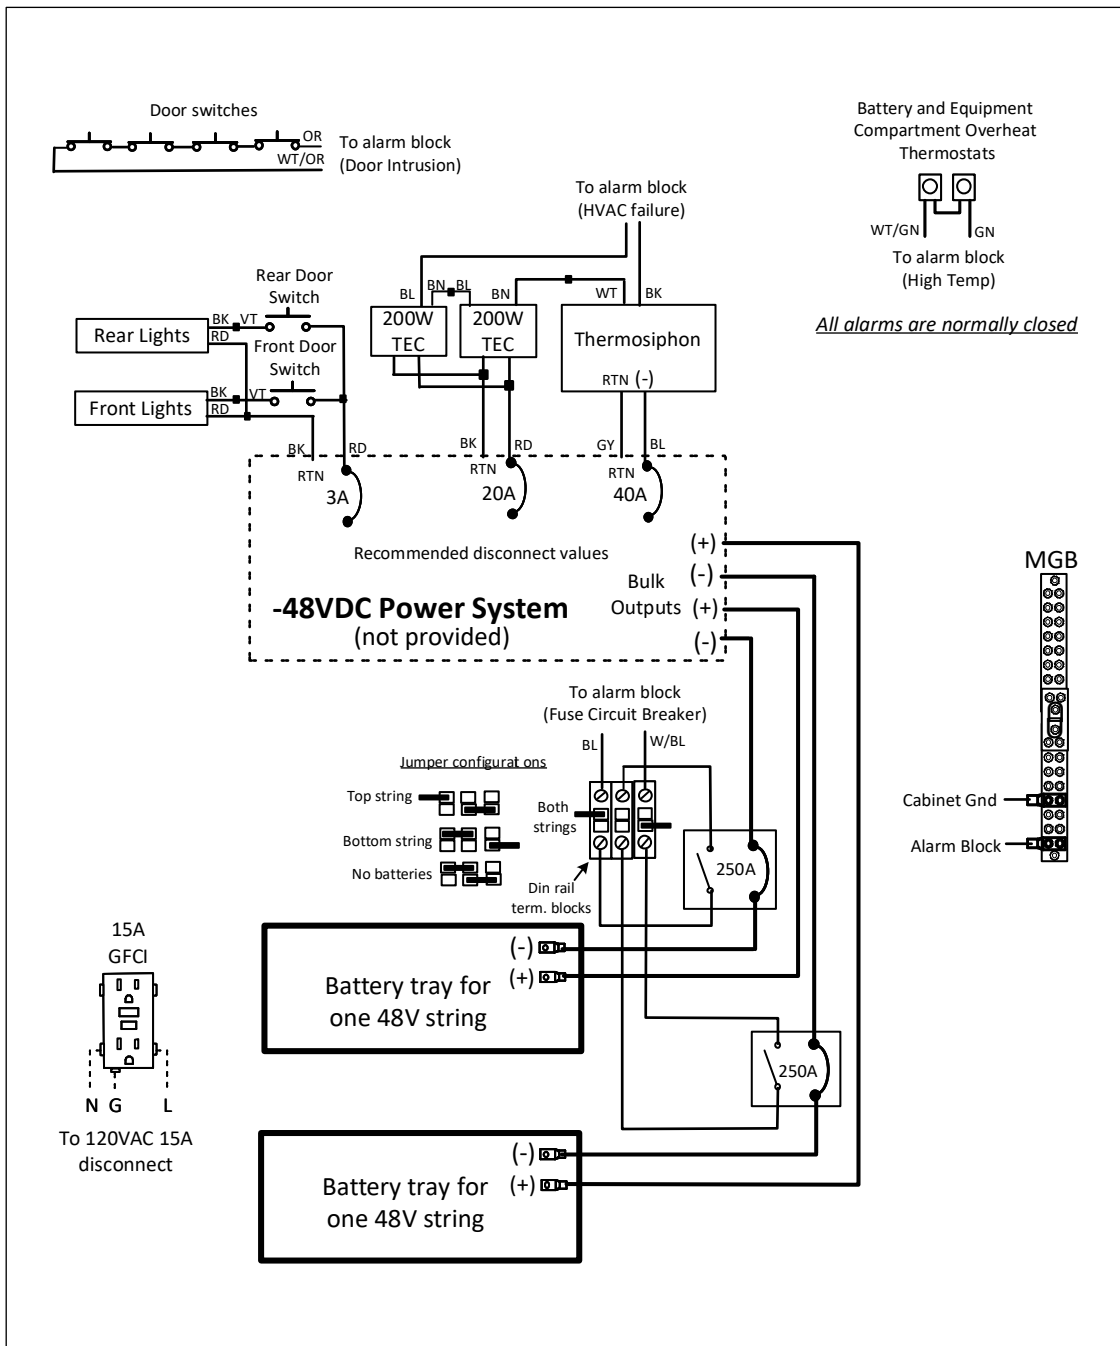 Door switches
OR
WT/OR
To alarm block
(Door Intrusion)
Battery and Equipment
Compartment Overheat
Thermostats
WT/GN
GN
To alarm block
(High Temp)
All alarms are normally closed
To alarm block
(HVAC failure)
BL
BN
BL
BN
WT
BK
200W
TEC
200W
TEC
Thermosiphon
RTN (-)
Rear Door
Switch
BK
VT
RD
Rear Lights
Front Door
Switch
BK
VT
RD
Front Lights
BK
RD
BK
RD
GY
BL
RTN
3A
RTN
20A
RTN
40A
Recommended disconnect values
-48VDC Power System
(not provided)
Bulk
Outputs
(+)
(-)
(+)
(-)
MGB
Cabinet Gnd
Alarm Block
To alarm block
(Fuse Circuit Breaker)
BL
W/BL
Jumper configurat ons
Top string
Bottom string
No batteries
Both
strings
Din rail
term. blocks
250A
(-)
(+)
Battery tray for
one 48V string
250A
(-)
(+)
Battery tray for
one 48V string
15A
GFCI
N G L
To 120VAC 15A
disconnect